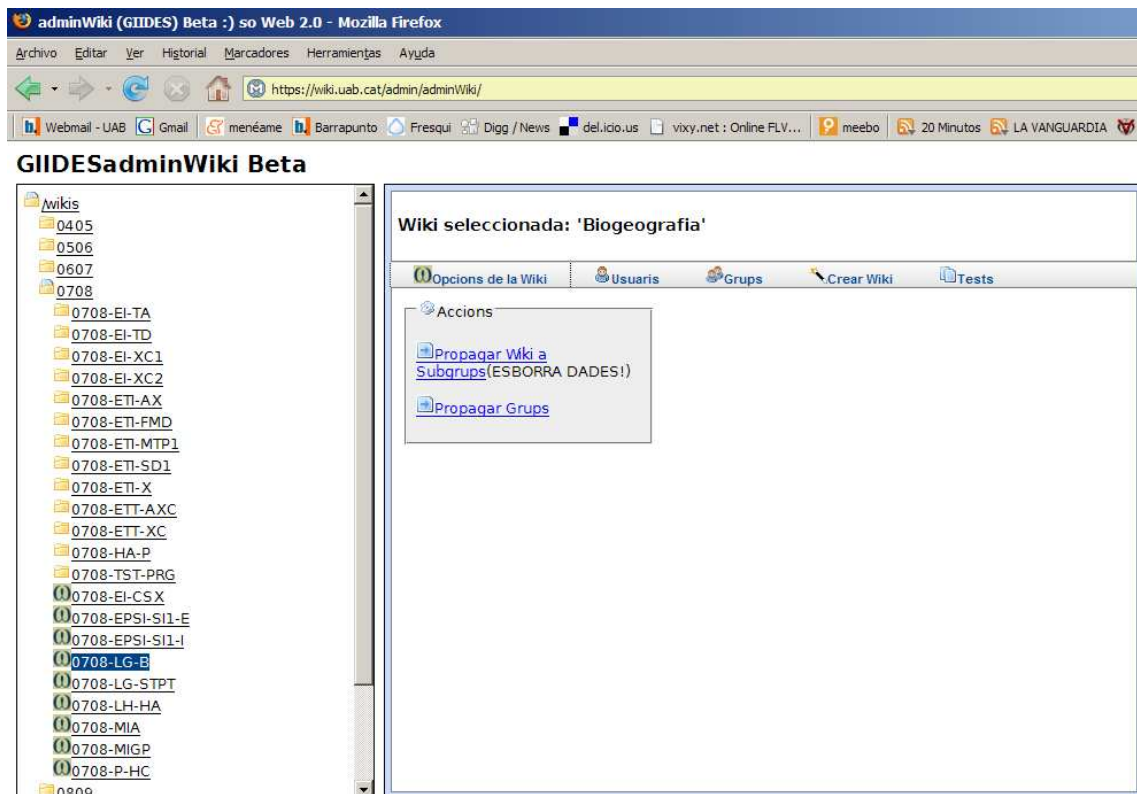 adminWiki (GIIDES) Beta :) so Web 2.0 - Mozilla Firefox
Archivo Editar Ver Historial Marcadores Herramientas Ayuda
https://wiki.uab.cat/admin/adminWiki/
Webmail - UAB Gmail menéame Barrapunto Fresqui Digg / News del.icio.us vixy.net : Online FLV... meebo 20 Minutos LA VANGUARDIA
GIIDESadminWiki Beta
/wikis
0405
0506
0607
0708
0708-EI-TA
0708-EI-TD
0708-EI-XC1
0708-EI-XC2
0708-ETI-AX
0708-ETI-FMD
0708-ETI-MTP1
0708-ETI-SD1
0708-ETI-X
0708-ETT-AXC
0708-ETT-XC
0708-HA-P
0708-TST-PRG
0708-EI-CSX
0708-EPSI-SI1-E
0708-EPSI-SI1-I
0708-LG-B
0708-LG-STPT
0708-LH-HA
0708-MIA
0708-MIGP
0708-P-HC
0809
Wiki seleccionada: 'Biogeografia'
Opcions de la Wiki Usuaris Grups Crear Wiki Tests
Accions
Propagar Wiki a
Subgrups(ESBORRA DADES!)
Propagar Grups